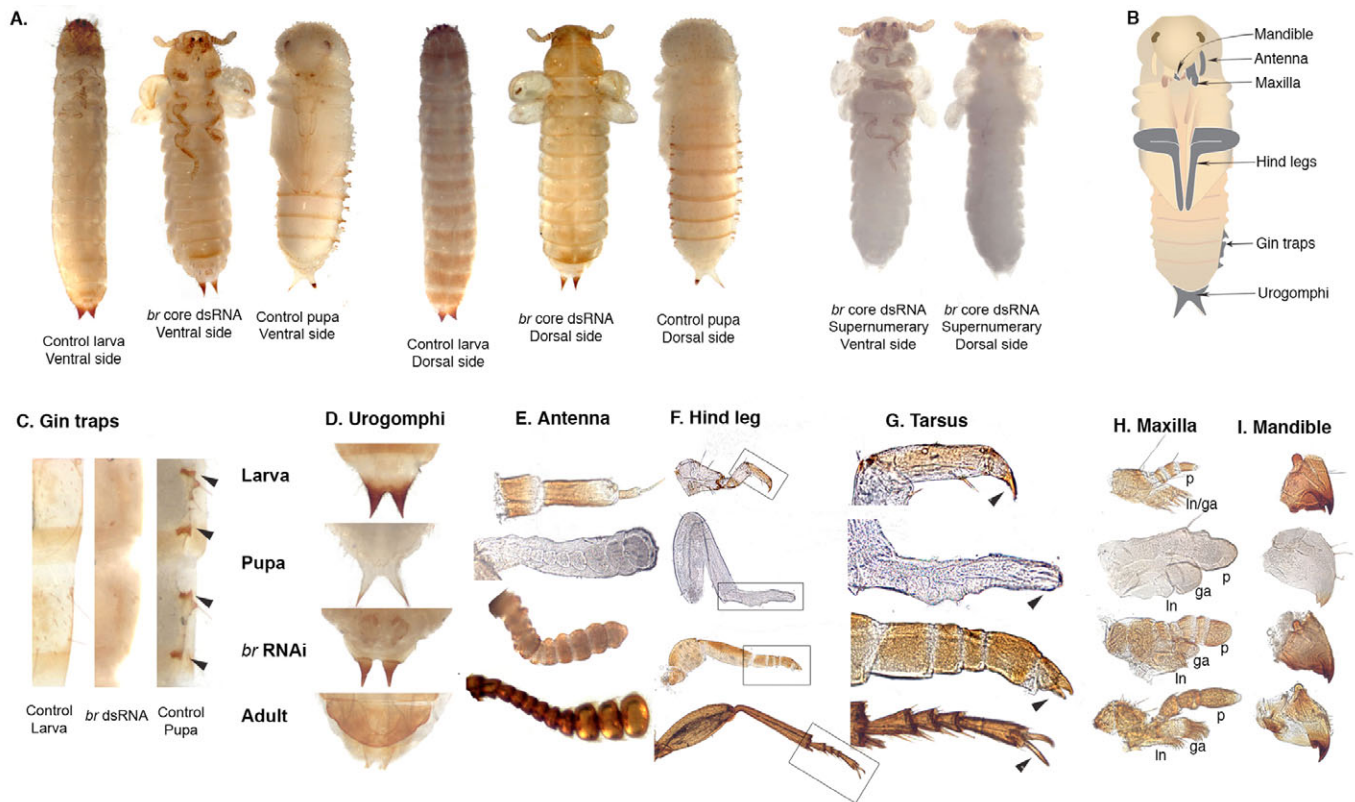 A.
B
Mandible
Antenna
Maxilla
Hind legs
Gin traps
Urogomphi
Control larva
Ventral side
br core dsRNA
Ventral side
Control pupa
Ventral side
Control larva
Dorsal side
br core dsRNA
Dorsal side
Control pupa
Dorsal side
br core dsRNA
Supernumerary
Ventral side
br core dsRNA
Supernumerary
Dorsal side
C. Gin traps
D. Urogomphi
E. Antenna
F. Hind leg
G. Tarsus
H. Maxilla
I. Mandible
Larva
Pupa
br RNAi
Adult
Control
Larva
br dsRNA
Control
Pupa
p
ln/ga
p
ga
ln
p
ga
ln
p
ga
ln